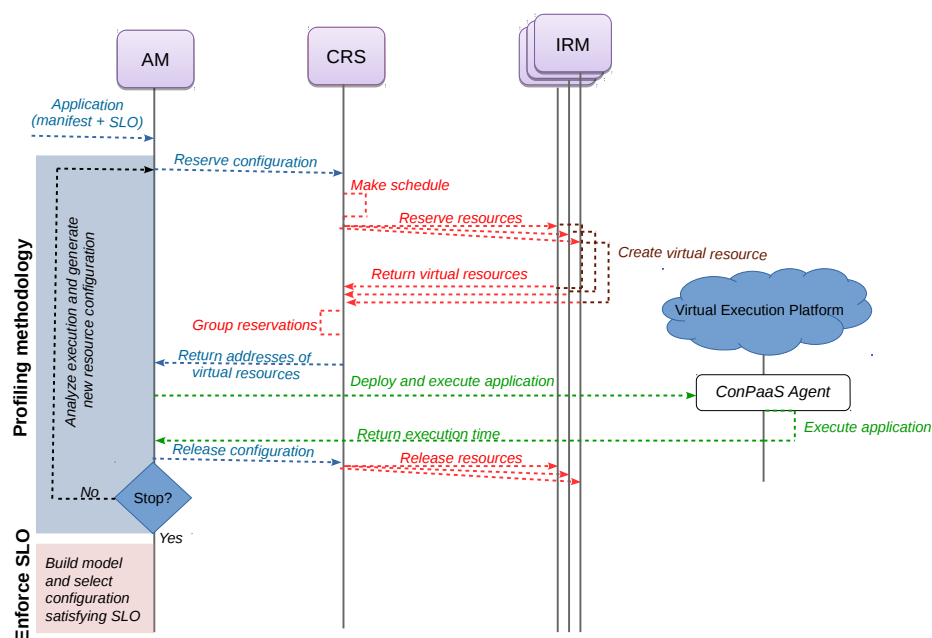 AM
CRS
IRM
Application
(manifest + SLO)
Reserve configuration
Make schedule
Reserve resources
Create virtual resource
Return virtual resources
Virtual Execution Platform
Group reservations
Return addresses of
virtual resources
Deploy and execute application
ConPaaS Agent
Execute application
Return execution time
Release configuration
Release resources
Profiling methodology
Analyze execution and generate
new resource configuration
No
Stop?
Yes
Enforce SLO
Build model
and select
configuration
satisfying SLO